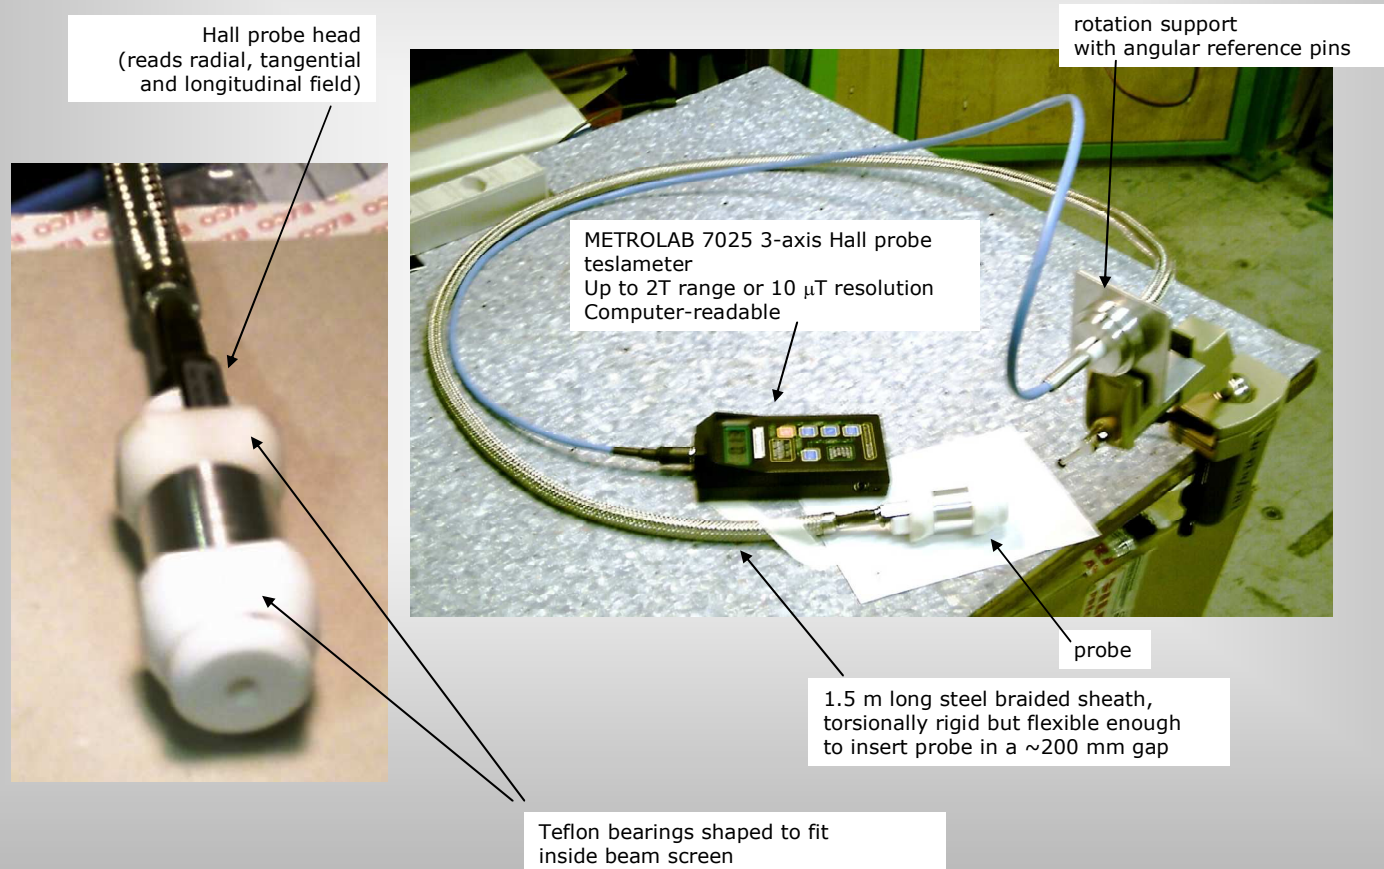 Hall probe head
(reads radial, tangential
and longitudinal field)
rotation support
with angular reference pins
METROLAB 7025 3-axis Hall probe
teslameter
Up to 2T range or 10 μT resolution
Computer-readable
probe
1.5 m long steel braided sheath,
torsionally rigid but flexible enough
to insert probe in a ~200 mm gap
Teflon bearings shaped to fit
inside beam screen
ELCO